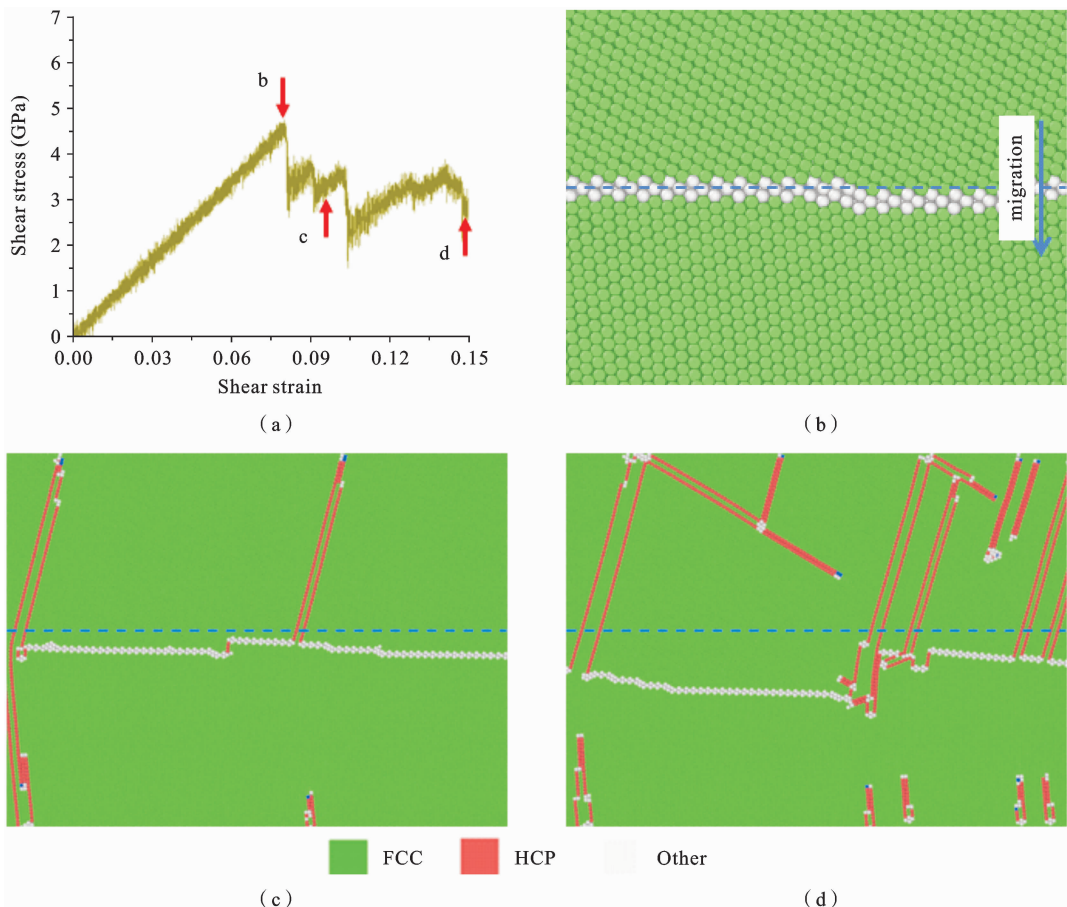 7
6
5
4
3
2
1
0
Shear stress (GPa)
b
c
d
0.00
0.03
0.06
0.09
0.12
0.15
Shear strain
(a)
migration
(b)
FCC
HCP
Other
(c)
(d)